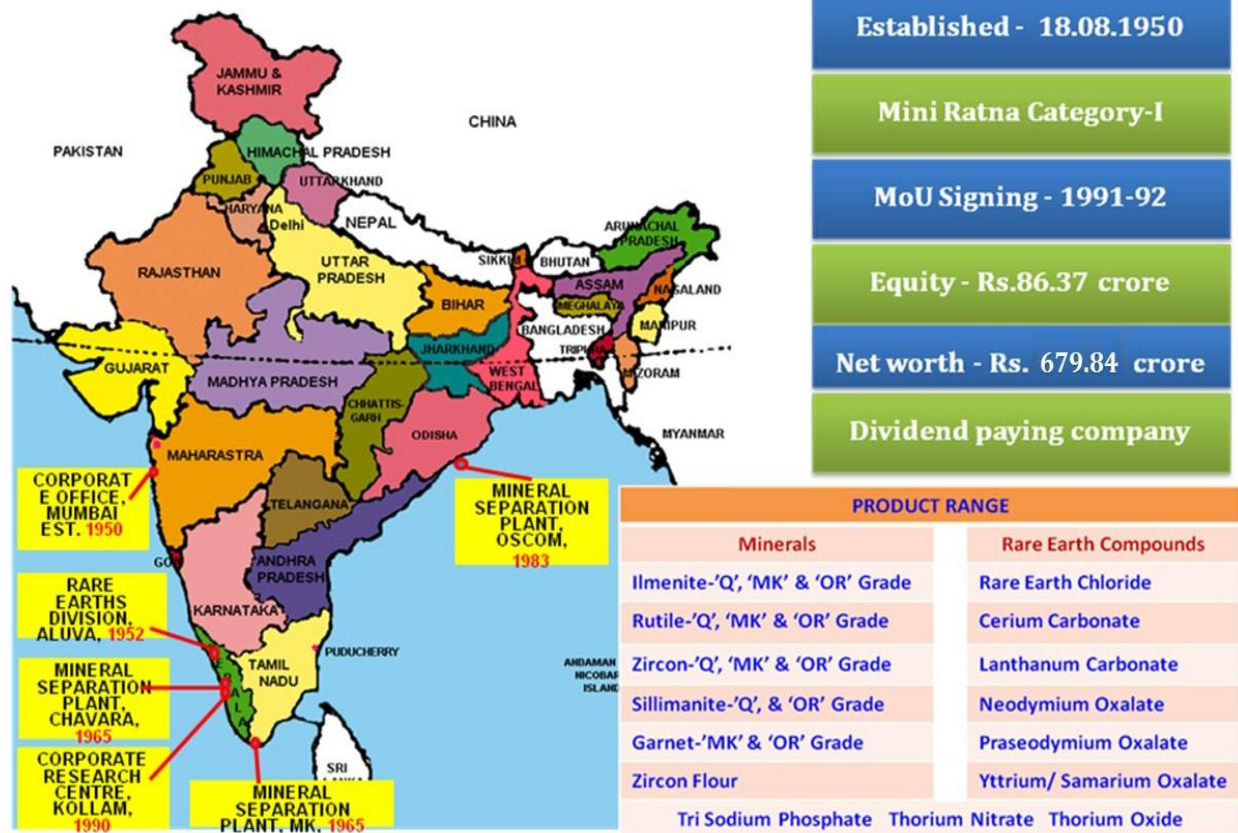 JAMMU &
KASHMIR
CHINA
PAKISTAN
HIMACHAL PRADESH
PUNJAB
UTTARKHAND
HARYANA
Delhi
NEPAL
ARUNACHAL
PRADESH
SIKKIM
BHUTAN
RAJASTHAN
UTTAR
PRADESH
ASSAM
NAGALAND
BIHAR
MEGHALAYA
BANGLADESH
MANIPUR
TRIPURA
JHARKHAND
WEST
BENGAL
MIZORAM
GUJARAT
MADHYA PRADESH
CHHATTIS-
GARH
ODISHA
MYANMAR
MAHARASTRA
TELANGANA
ANDHRA
PRADESH
KARNATAKA
PUDUCHERRY
TAMIL
NADU
ANDAMAN
NICOBAR
ISLAND
SRI
CORPORAT
E OFFICE,
MUMBAI
EST. 1950
MINERAL
SEPARATION
PLANT,
OSCOM,
1983
RARE
EARTHS
DIVISION,
ALUVA, 1952
MINERAL
SEPARATION
PLANT,
CHAVARA,
1965
CORPORATE
RESEARCH
CENTRE,
KOLLAM,
1990
MINERAL
SEPARATION
PLANT, MK, 1965
Established - 18.08.1950
Mini Ratna Category-I
MoU Signing - 1991-92
Equity - Rs.86.37 crore
Net worth - Rs. 679.84 crore
Dividend paying company
PRODUCT RANGE
Minerals Rare Earth Compounds
Ilmenite-’Q’, ‘MK’ & ‘OR’ Grade Rare Earth Chloride
Rutile-‘Q’, ‘MK’ & ‘OR’ Grade Cerium Carbonate
Zircon-‘Q’, ‘MK’ & ‘OR’ Grade Lanthanum Carbonate
Sillimanite-‘Q’, & ‘OR’ Grade Neodymium Oxalate
Garnet-’MK’ & ‘OR’ Grade Praseodymium Oxalate
Zircon Flour Yttrium/ Samarium Oxalate
Tri Sodium Phosphate Thorium Nitrate Thorium Oxide